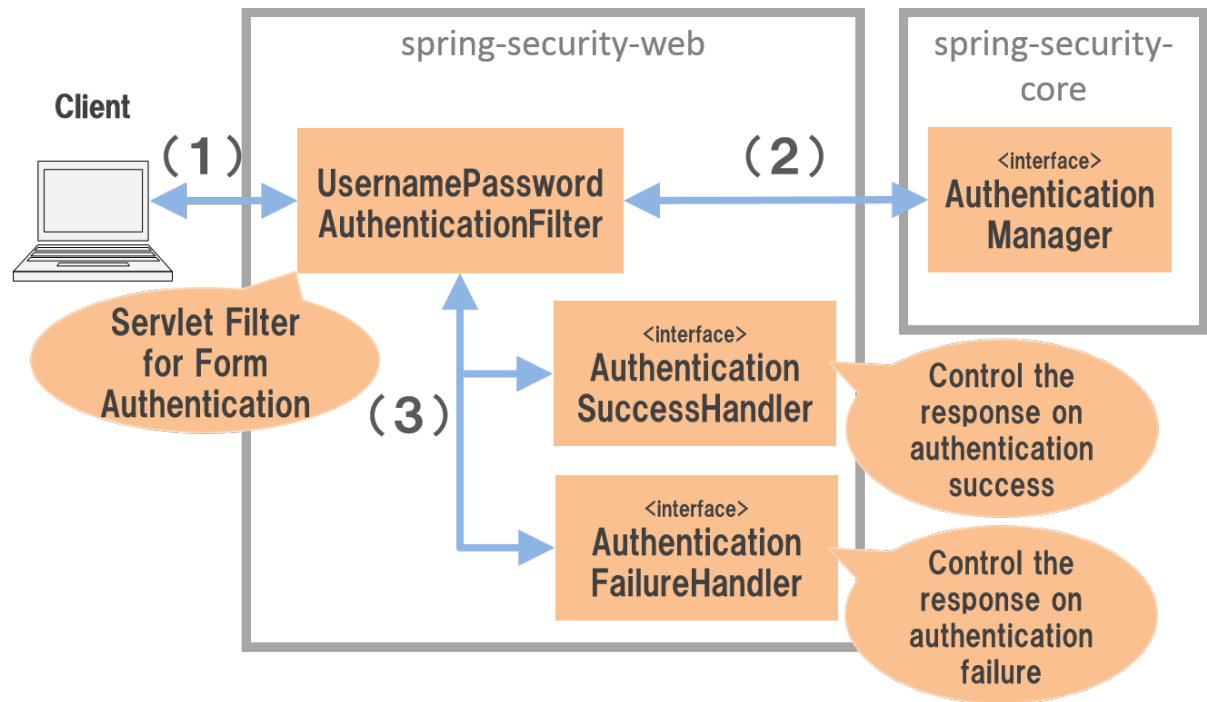 spring-security-web
spring-security-
core
Client
(1)
(2)
UsernamePassword
AuthenticationFilter
<interface>
Authentication
Manager
Servlet Filter
for Form
Authentication
(3)
<interface>
Authentication
SuccessHandler
Control the
response on
authentication
success
<interface>
Authentication
FailureHandler
Control the
response on
authentication
failure